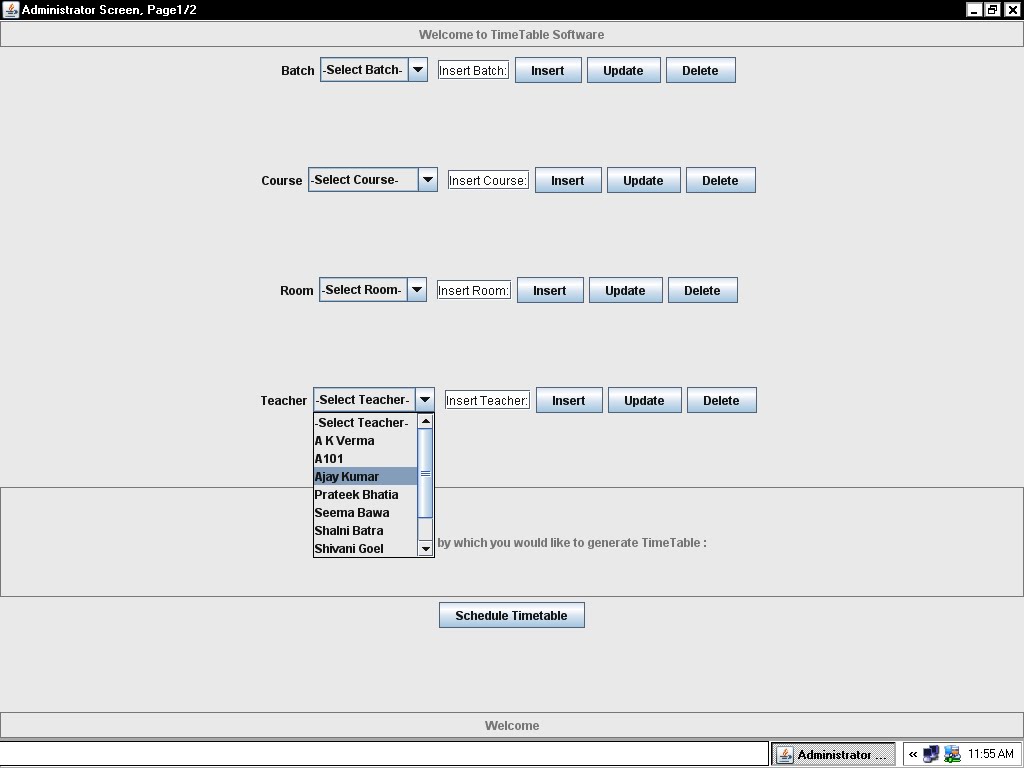 Administrator Screen, Page1/2
Welcome to TimeTable Software
Batch -Select Batch- Insert Batch: Insert Update Delete
Course -Select Course- Insert Course: Insert Update Delete
Room -Select Room- Insert Room: Insert Update Delete
Teacher -Select Teacher- Insert Teacher: Insert Update Delete
-Select Teacher-
A K Verma
A101
Ajay Kumar
Prateek Bhatia
Seema Bawa
Shalni Batra
by which you would like to generate TimeTable :
Shivani Goel
Schedule Timetable
Welcome
Administrator ... « 11:55 AM